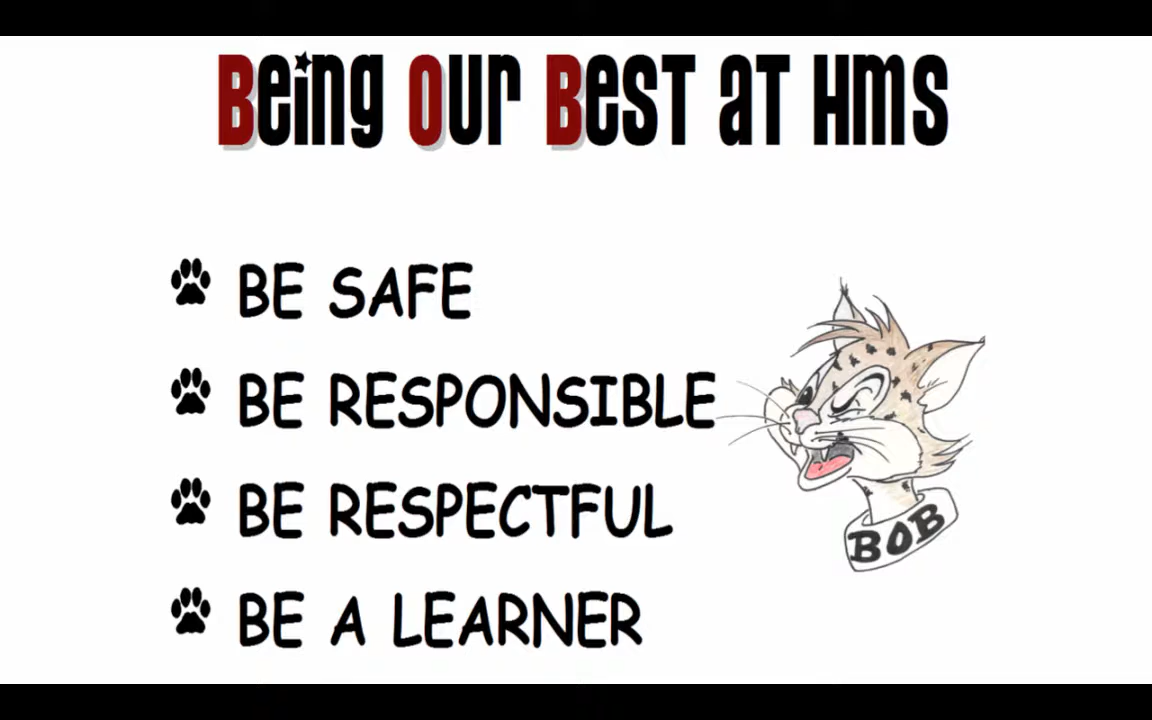 Being Our Best at HMS
BE SAFE
BE RESPONSIBLE
BE RESPECTFUL
BE A LEARNER
BOB